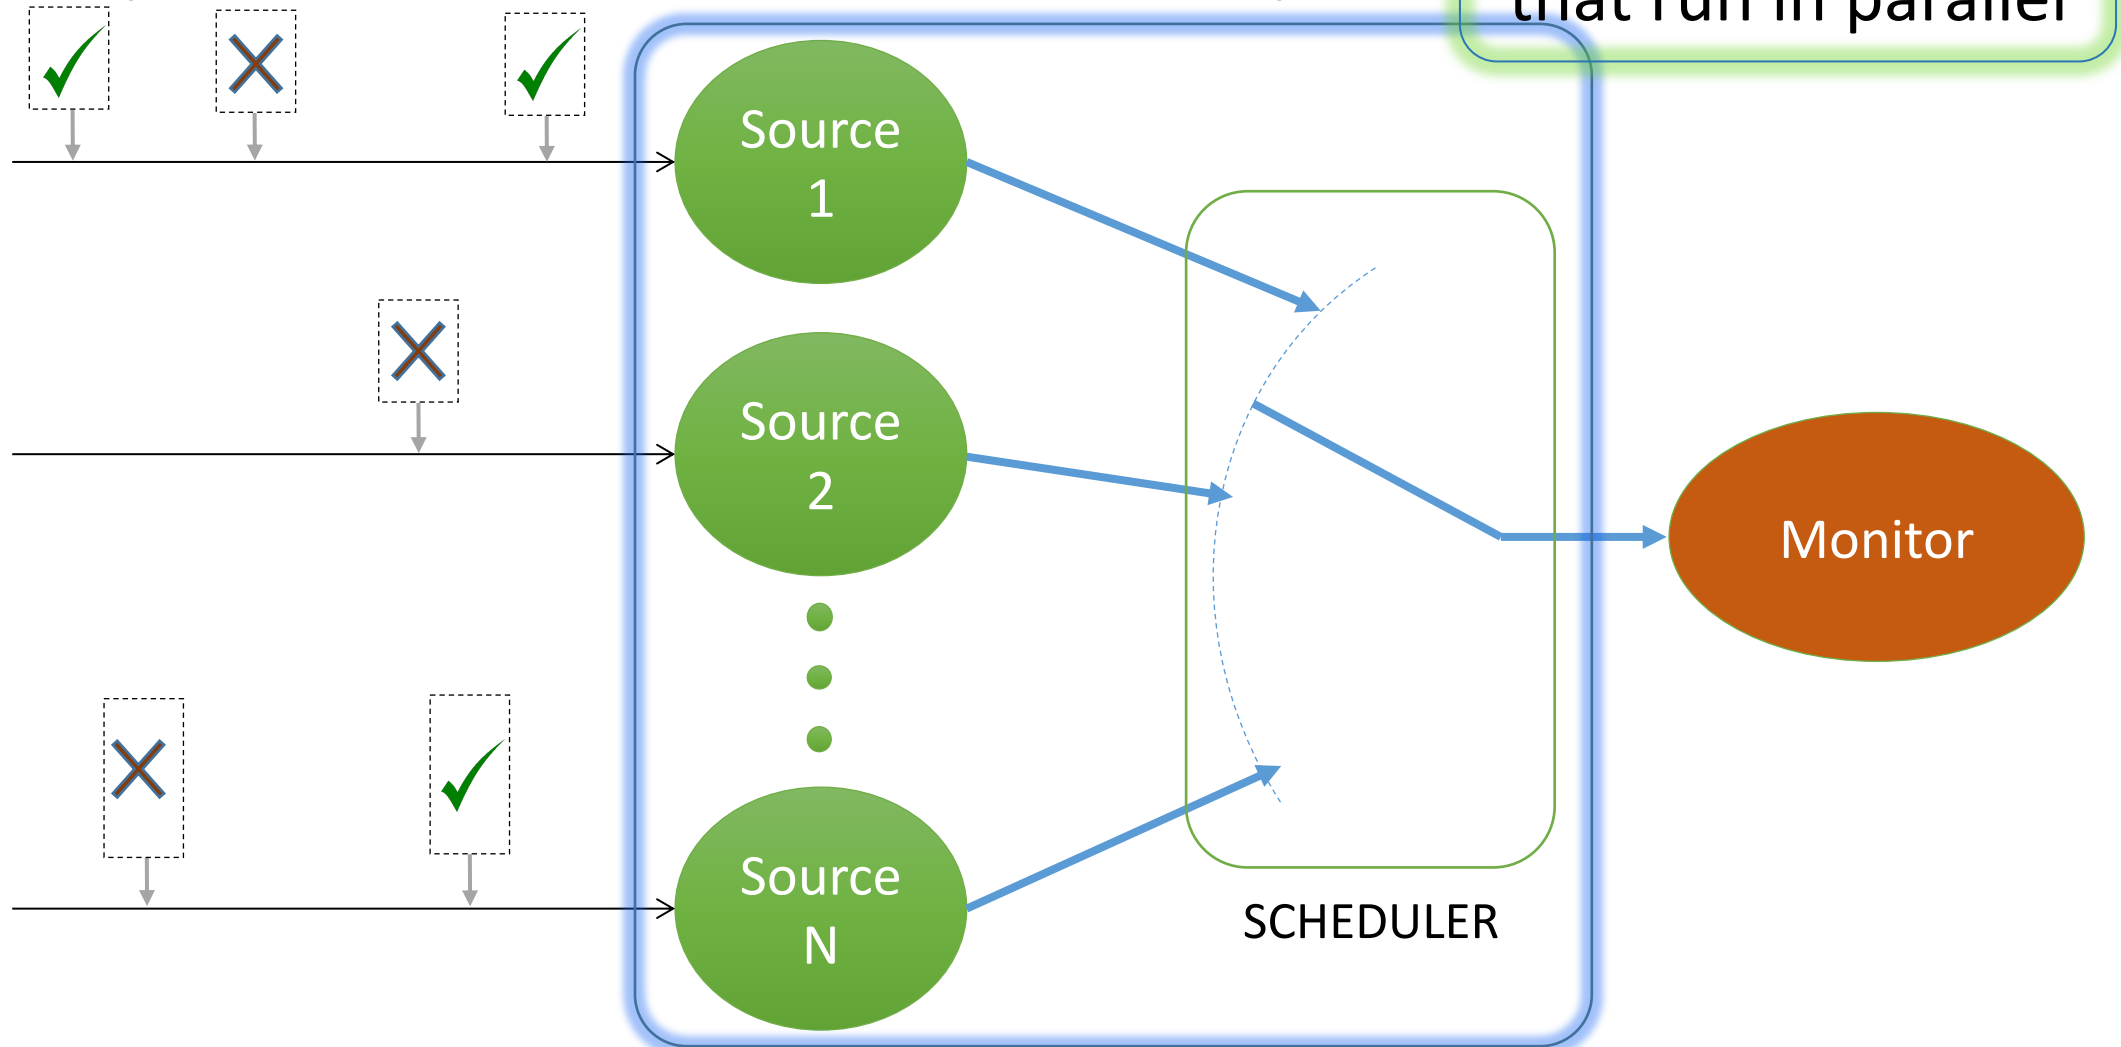 that run in parallel
Source
1
Source
2
Monitor
Source
N
SCHEDULER